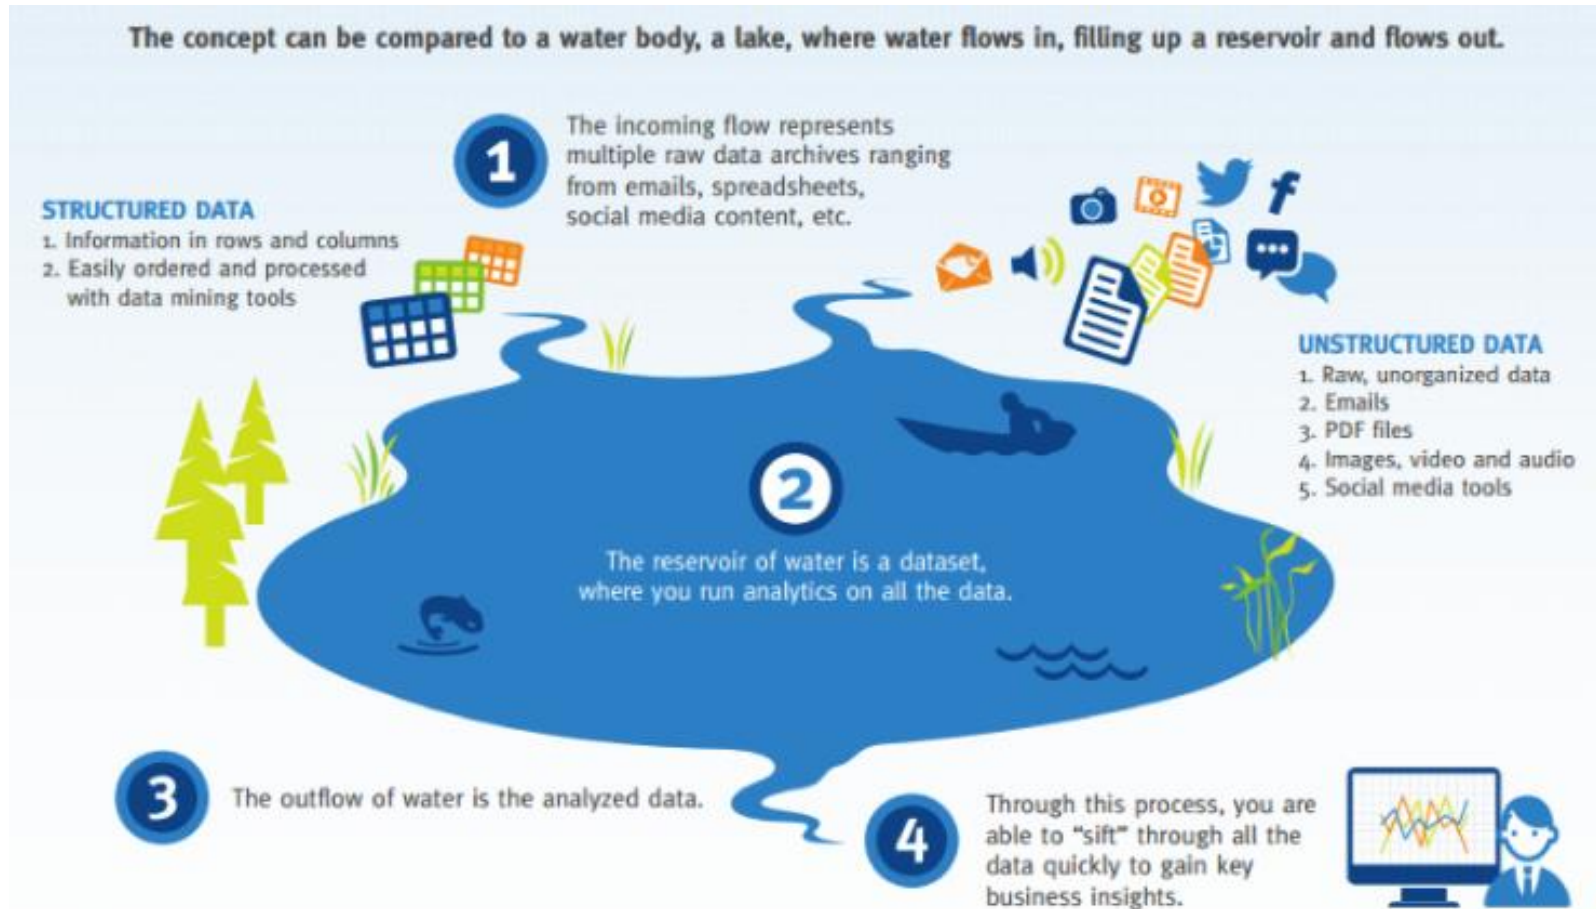 The concept can be compared to a water body, a lake, where water flows in, filling up a reservoir and flows out.
1
The incoming flow represents
multiple raw data archives ranging
from emails, spreadsheets,
social media content, etc.
STRUCTURED DATA
1. Information in rows and columns
2. Easily ordered and processed
with data mining tools
UNSTRUCTURED DATA
1. Raw, unorganized data
2. Emails
3. PDF files
4. Images, video and audio
5. Social media tools
2
The reservoir of water is a dataset,
where you run analytics on all the data.
3
The outflow of water is the analyzed data.
4
Through this process, you are
able to “sift” through all the
data quickly to gain key
business insights.